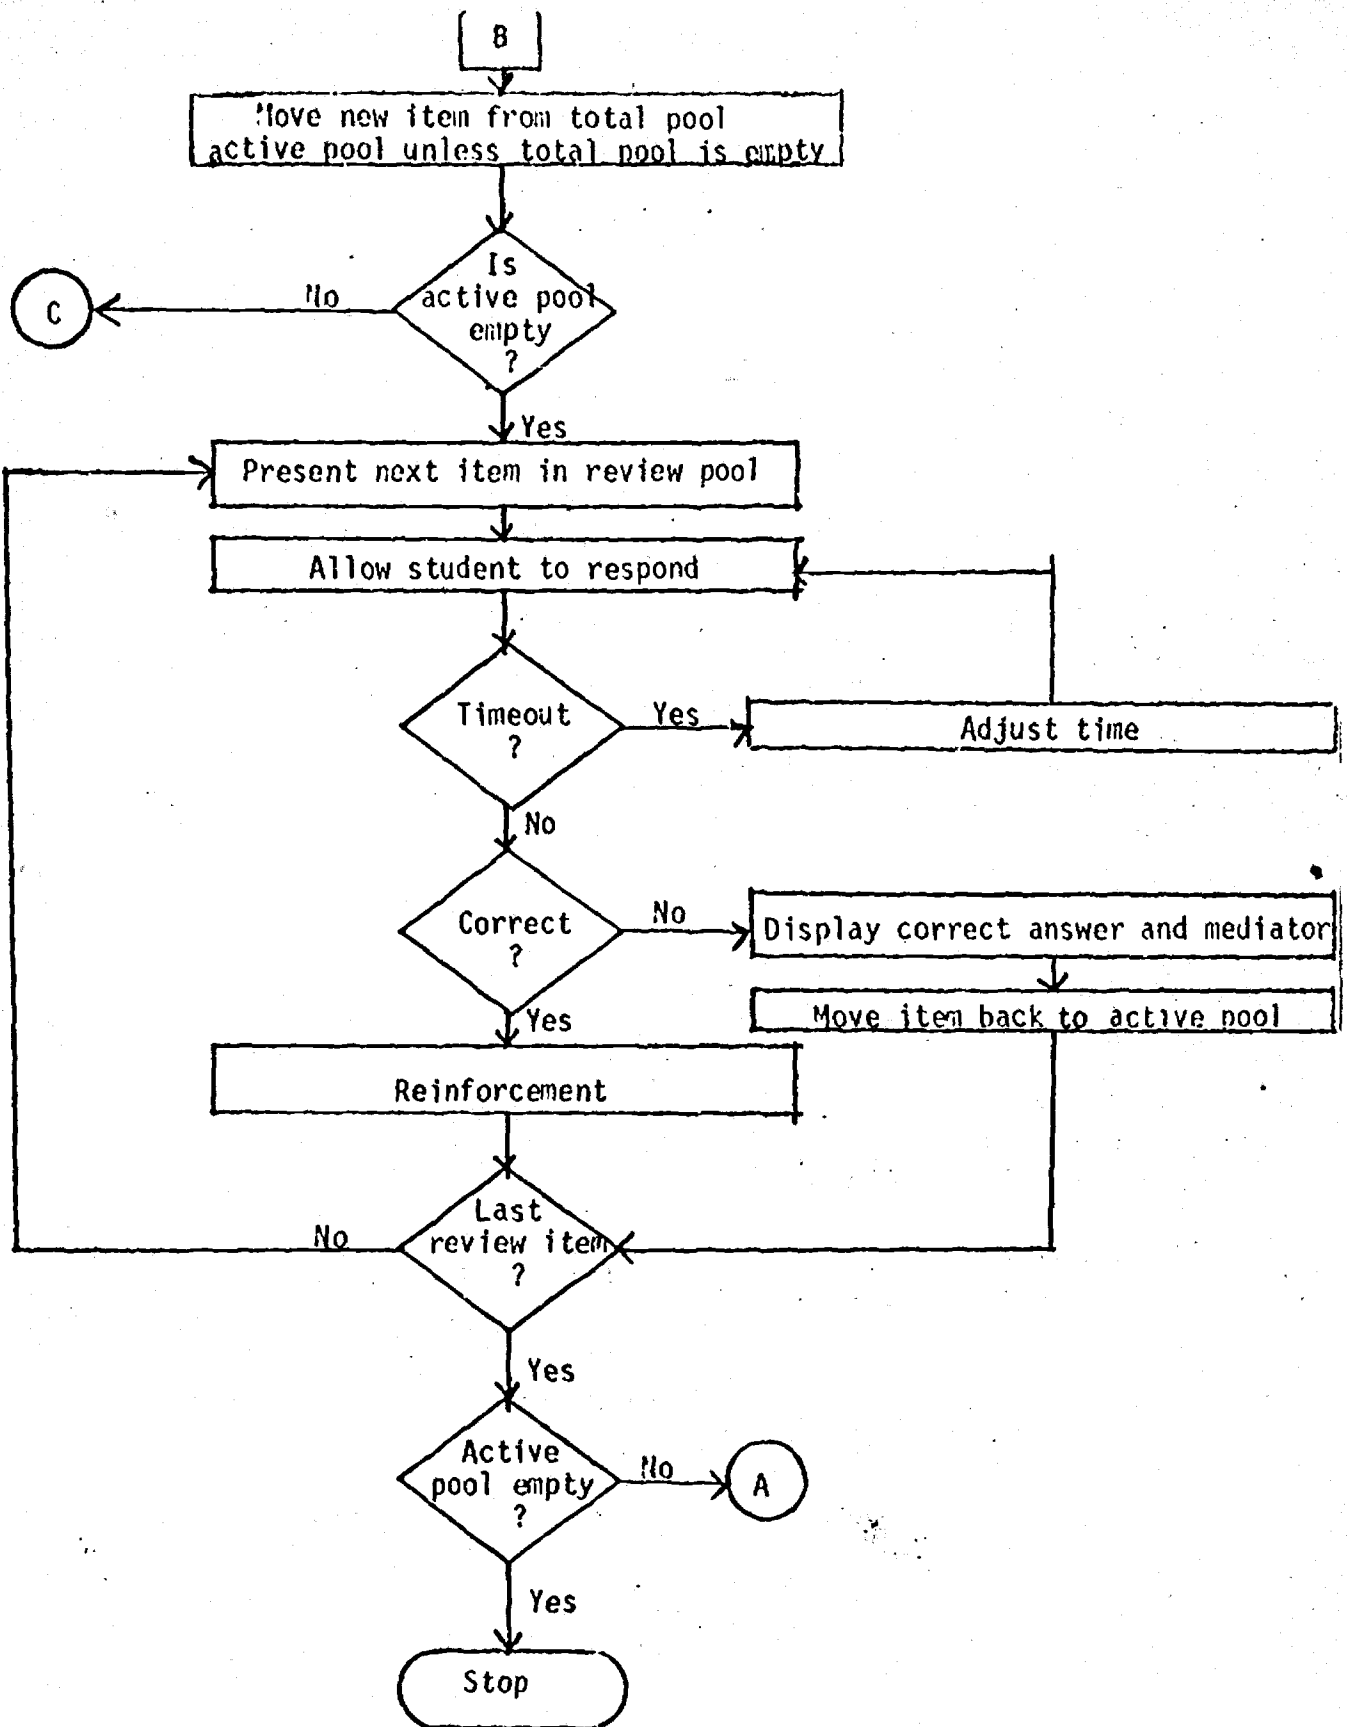 B
Move new item from total pool
active pool unless total pool is empty
Is
active pool
empty
?
No
C
Yes
Present next item in review pool
Allow student to respond
Timeout
?
Yes
Adjust time
No
Correct
?
No
Display correct answer and mediator
Move item back to active pool
Yes
Reinforcement
Last
review item
?
No
Yes
Active
pool empty
?
No
A
Yes
Stop